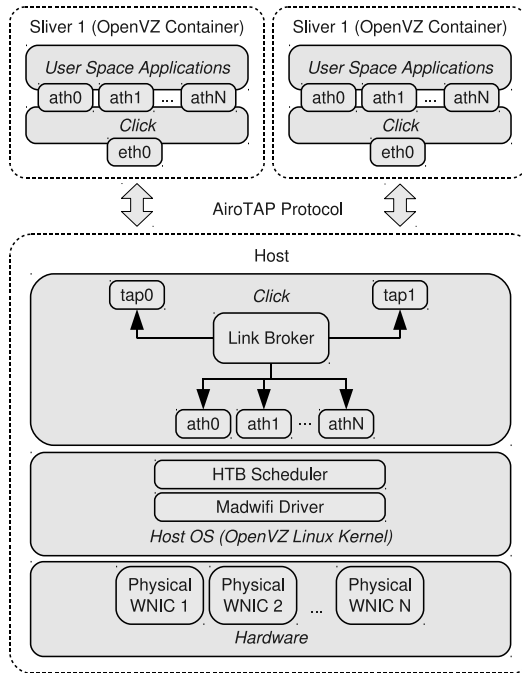 Sliver 1 (OpenVZ Container)
User Space Applications
ath0 ath1 ... athN
Click
eth0
Sliver 1 (OpenVZ Container)
User Space Applications
ath0 ath1 ... athN
Click
eth0
AiroTAP Protocol
Host
tap0 Click tap1
Link Broker
ath0 ath1 ... athN
HTB Scheduler
Madwifi Driver
Host OS (OpenVZ Linux Kernel)
Physical
WNIC 1
Physical
WNIC 2
...
Physical
WNIC N
Hardware